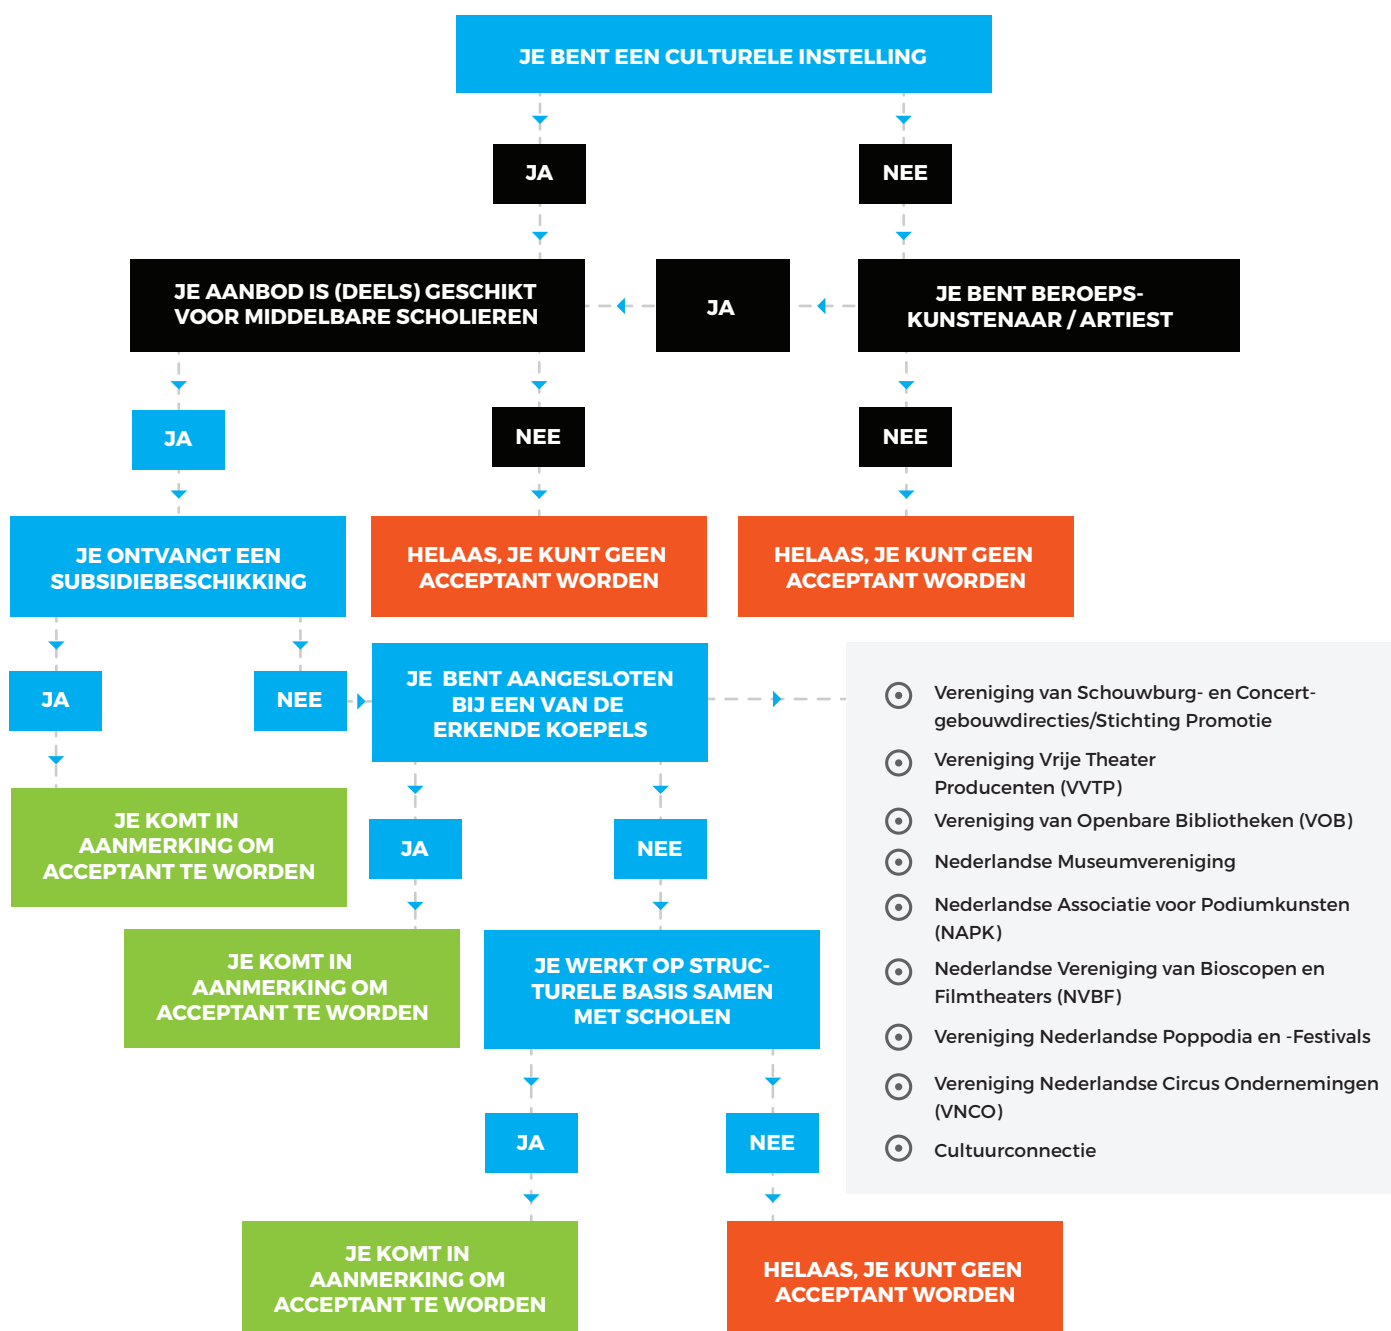 JE BENT EEN CULTURELE INSTELLING
JA
NEE
JE AANBOD IS (DEELS) GESCHIKT
VOOR MIDDELBARE SCHOLIEREN
JA
JE BENT BEROEPS-
KUNSTENAAR / ARTIEST
JA
NEE
NEE
JE ONTVANGT EEN
SUBSIDIEBESCHIKKING
HELAAS, JE KUNT GEEN
ACCEPTANT WORDEN
HELAAS, JE KUNT GEEN
ACCEPTANT WORDEN
JA
NEE
JE BENT AANGESLOTEN
BIJ EEN VAN DE
ERKENDE KOEPELS
Vereniging van Schouwburg- en Concert-
gebouwdirecties/Stichting Promotie
Vereniging Vrije Theater
Producenten (VVTP)
Vereniging van Openbare Bibliotheken (VOB)
Nederlandse Museumvereniging
Nederlandse Associatie voor Podiumkunsten
(NAPK)
Nederlandse Vereniging van Bioscopen en
Filmtheaters (NVBF)
Vereniging Nederlandse Poppodia en -Festivals
Vereniging Nederlandse Circus Ondernemingen
(VNCO)
Cultuurconnectie
JE KOMT IN
AANMERKING OM
ACCEPTANT TE WORDEN
JA
NEE
JE KOMT IN
AANMERKING OM
ACCEPTANT TE WORDEN
JE WERKT OP STRUC-
TURELE BASIS SAMEN
MET SCHOLEN
JA
NEE
JE KOMT IN
AANMERKING OM
ACCEPTANT TE WORDEN
HELAAS, JE KUNT GEEN
ACCEPTANT WORDEN